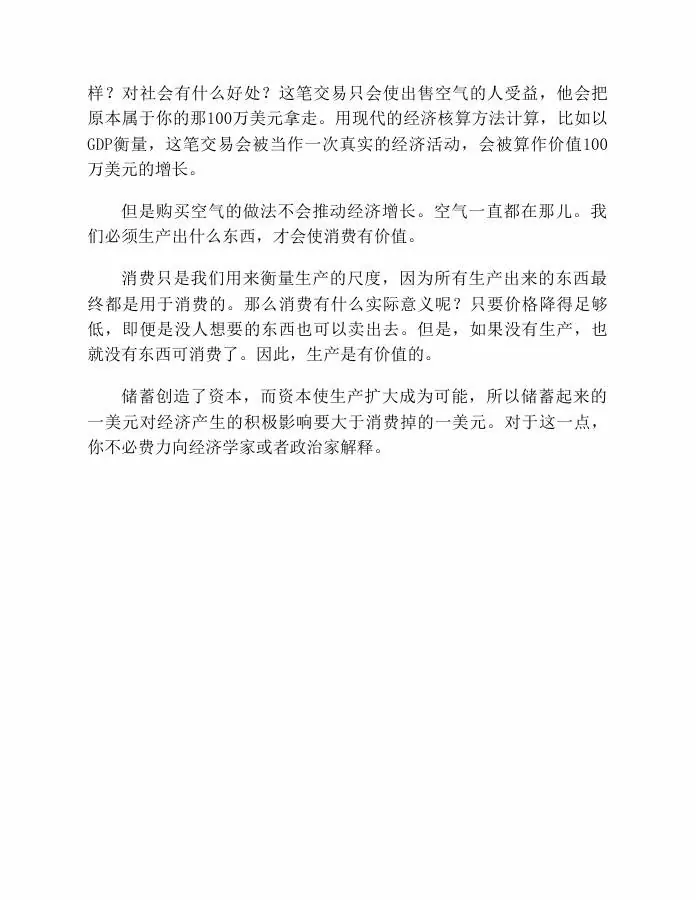 样？对社会有什么好处？这笔交易只会使出售空气的人受益，他会把
原本属于你的那100万美元拿走。用现代的经济核算方法计算，比如以
GDP衡量，这笔交易会被当作一次真实的经济活动，会被算作价值100
万美元的增长。
但是购买空气的做法不会推动经济增长。空气一直都在那儿。我
们必须生产出什么东西，才会使消费有价值。
消费只是我们用来衡量生产的尺度，因为所有生产出来的东西最
终都是用于消费的。那么消费有什么实际意义呢？只要价格降得足够
低，即便是没人想要的东西也可以卖出去。但是，如果没有生产，也
就没有东西可消费了。因此，生产是有价值的。
储蓄创造了资本，而资本使生产扩大成为可能，所以储蓄起来的
一美元对经济产生的积极影响要大于消费掉的一美元。对于这一点，
你不必费力向经济学家或者政治家解释。